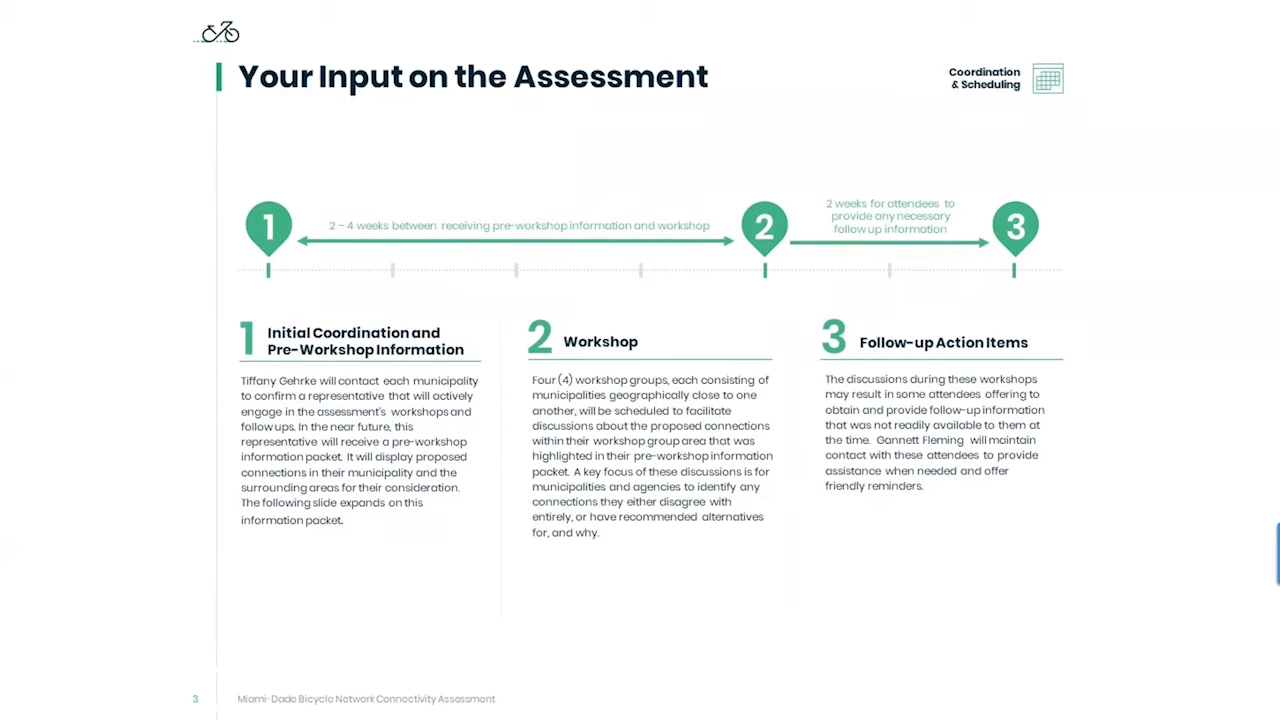 Your Input on the Assessment
Coordination
& Scheduling
1
2 – 4 weeks between receiving pre-workshop information and workshop
2
2 weeks for attendees to
provide any necessary
follow up information
3
1
Initial Coordination and
Pre-Workshop Information
Tiffany Gehrke will contact each municipality
to confirm a representative that will actively
engage in the assessment's workshops and
follow ups. In the near future, this
representative will receive a pre-workshop
information packet. It will display proposed
connections in their municipality and the
surrounding areas for their consideration.
The following slide expands on this
information packet.
2
Workshop
Four (4) workshop groups, each consisting of
municipalities geographically close to one
another, will be scheduled to facilitate
discussions about the proposed connections
within their workshop group area that was
highlighted in their pre-workshop information
packet. A key focus of these discussions is for
municipalities and agencies to identify any
connections they either disagree with
entirely, or have recommended alternatives
for, and why.
3
Follow-up Action Items
The discussions during these workshops
may result in some attendees offering to
obtain and provide follow-up information
that was not readily available to them at
the time. Gannett Fleming will maintain
contact with these attendees to provide
assistance when needed and offer
friendly reminders.
3
Miami-Dade Bicycle Network Connectivity Assessment